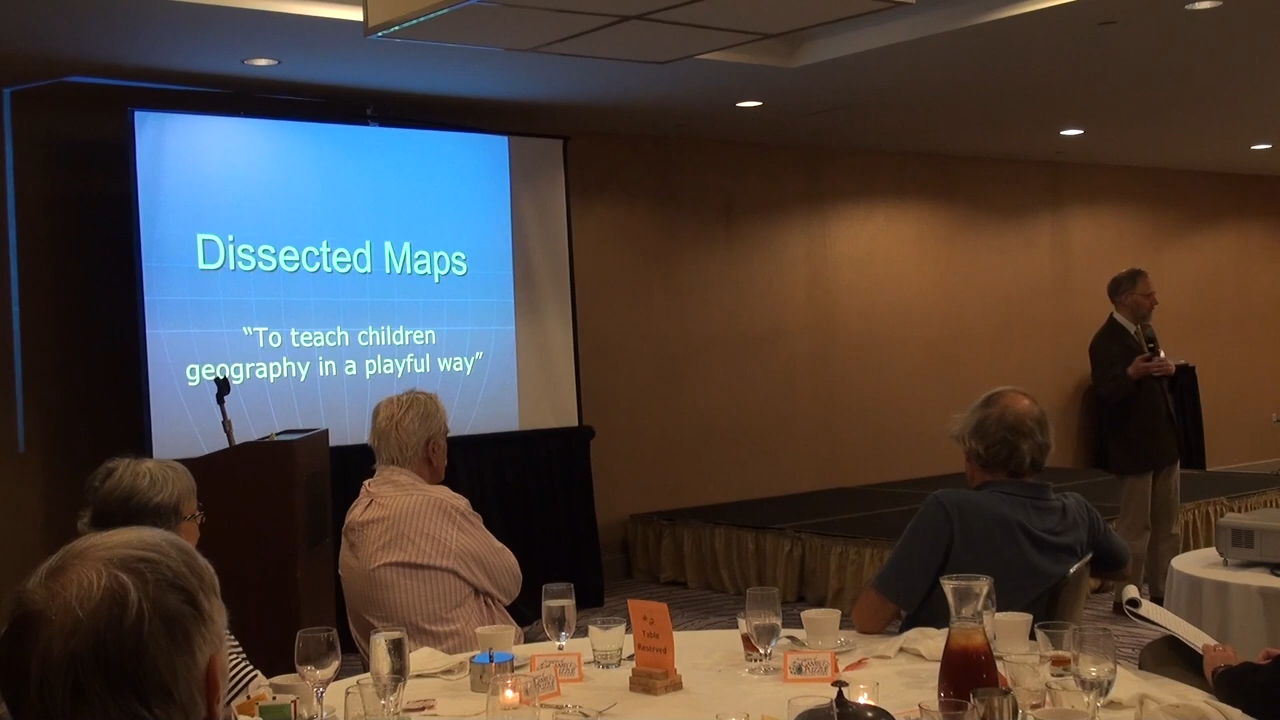 Dissected Maps
“To teach children
geography in a playful way”
Table
Reserved